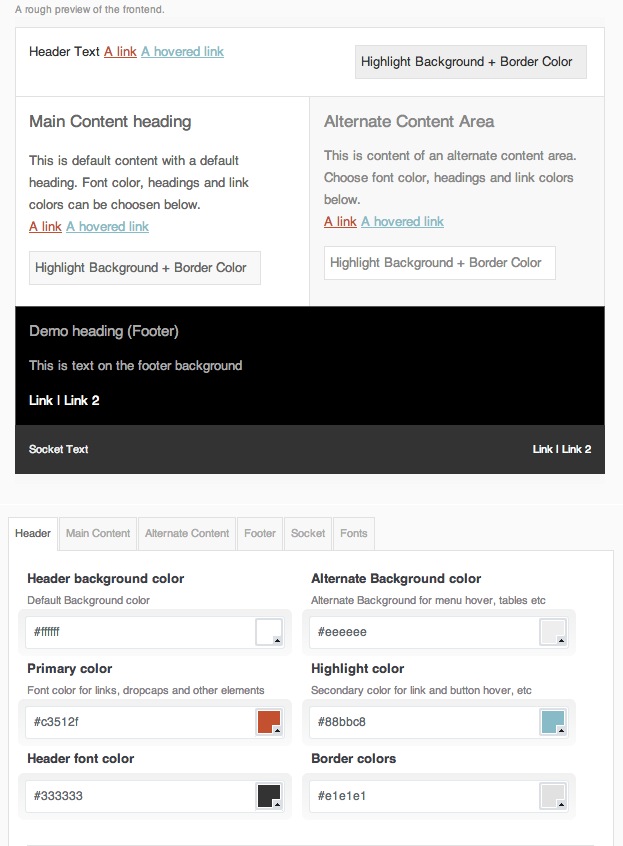 A rough preview of the frontend.
Header Text A link A hovered link
Highlight Background + Border Color
Main Content heading
This is default content with a default
heading. Font color, headings and link
colors can be choosen below.
A link A hovered link
Highlight Background + Border Color
Alternate Content Area
This is content of an alternate content area.
Choose font color, headings and link colors
below.
A link A hovered link
Highlight Background + Border Color
Demo heading (Footer)
This is text on the footer background
Link | Link 2
Socket Text
Link | Link 2
Header
Main Content
Alternate Content
Footer
Socket
Fonts
Header background color
Default Background color
#ffffff
Alternate Background color
Alternate Background for menu hover, tables etc
#eeeeee
Primary color
Font color for links, dropcaps and other elements
#c3512f
Highlight color
Secondary color for link and button hover, etc
#88bbc8
Header font color
#333333
Border colors
#e1e1e1